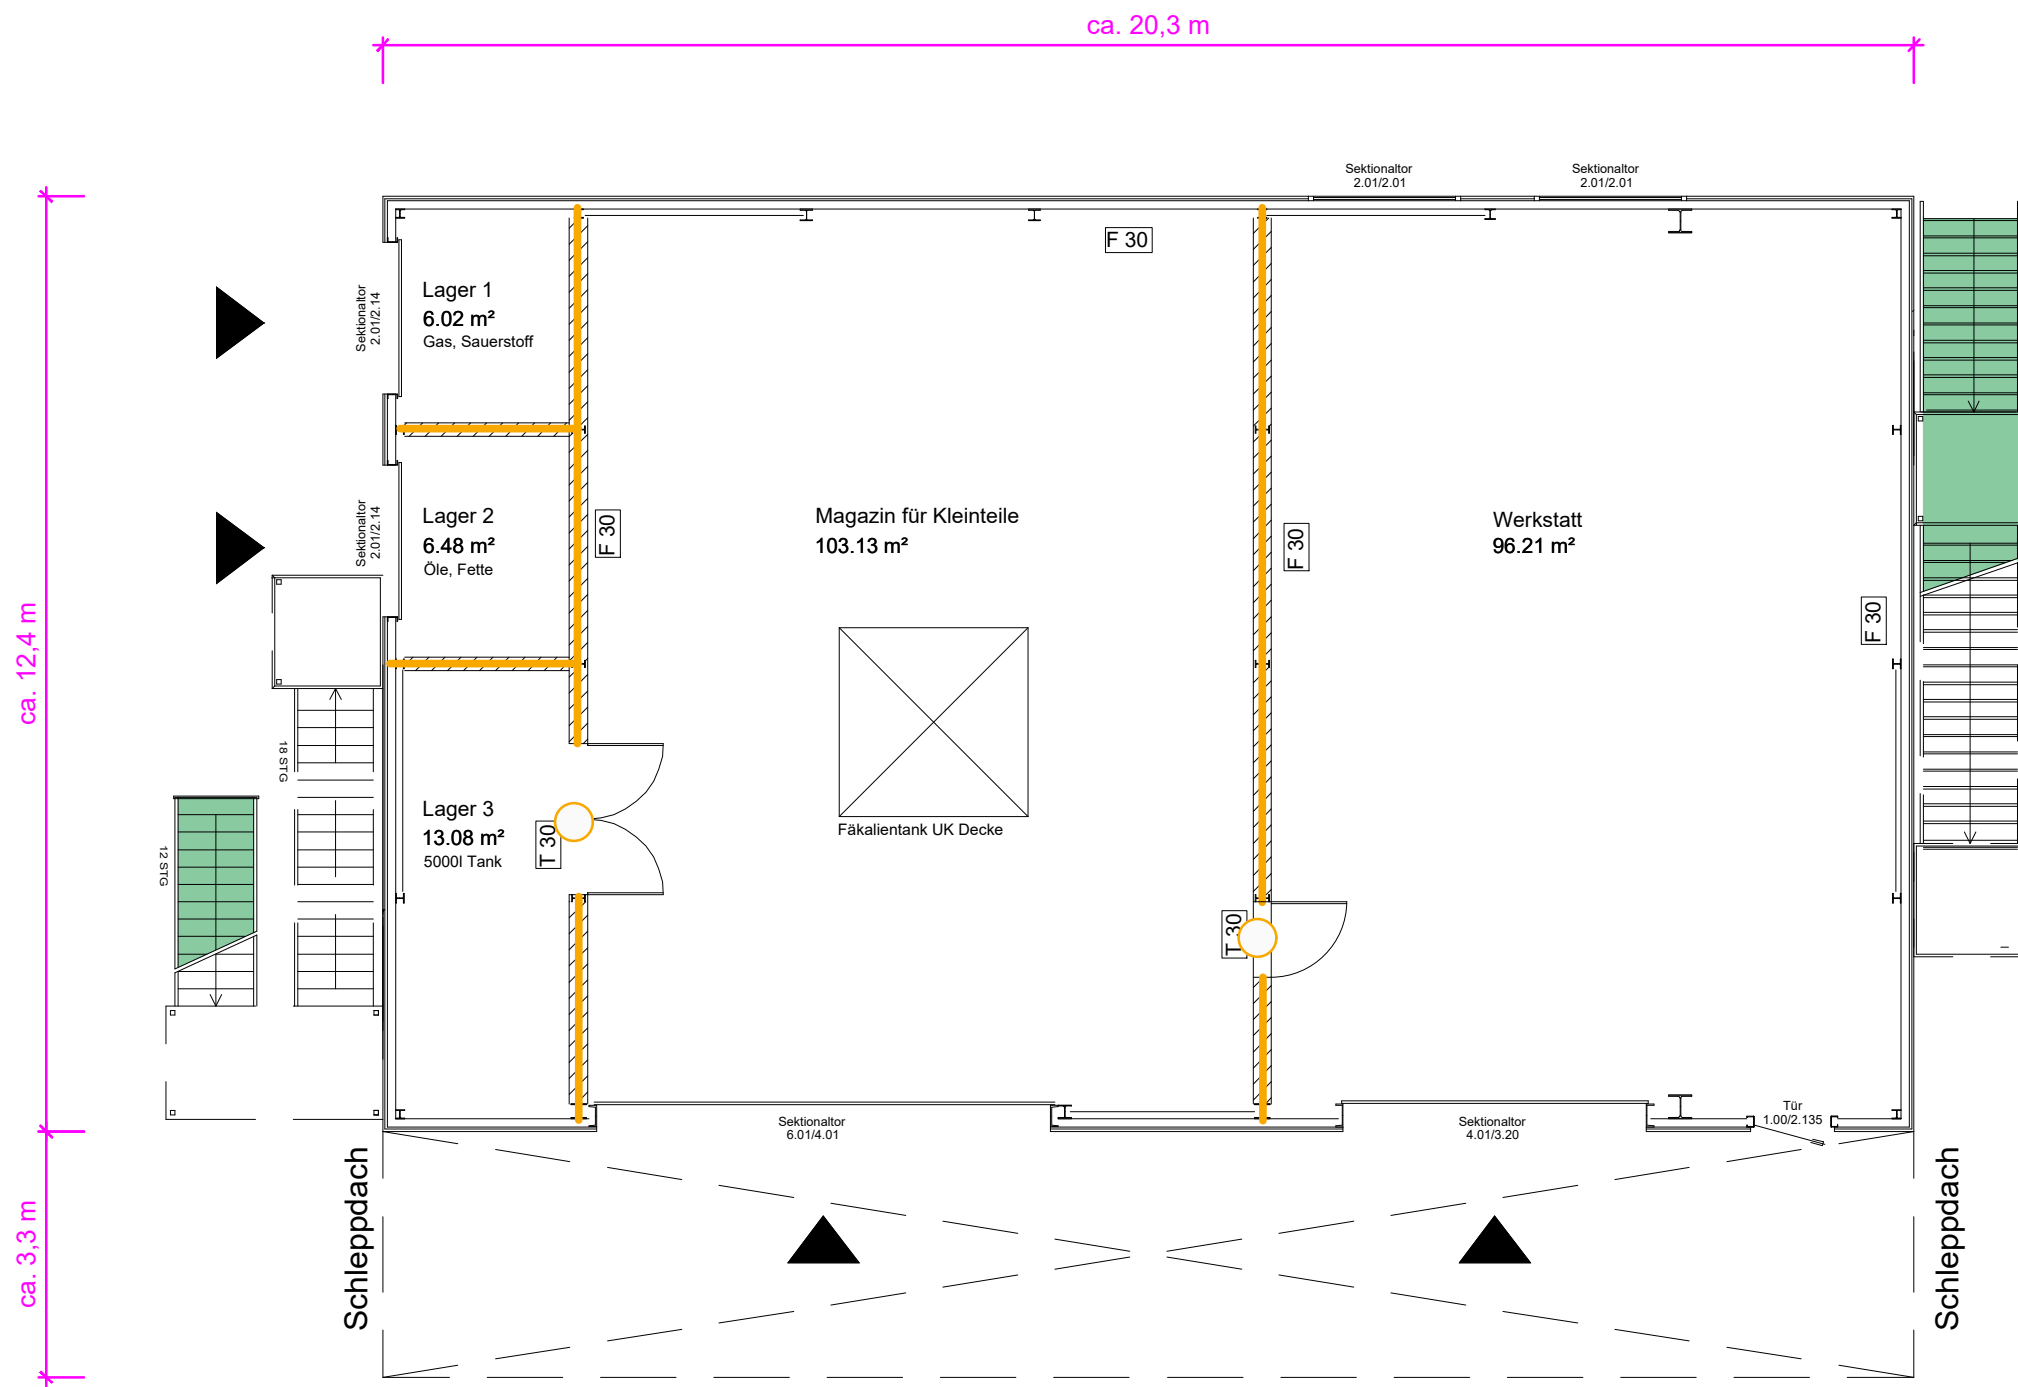 ca. 20,3 m
Sektionaltor
2.01/2.01
Sektionaltor
2.01/2.01
F 30
Lager 1
6.02 m²
Gas, Sauerstoff
Sektionaltor
2.01/2.14
Lager 2
6.48 m²
Öle, Fette
Sektionaltor
2.01/2.14
F 30
Magazin für Kleinteile
103.13 m²
F 30
Werkstatt
96.21 m²
F 30
ca. 12,4 m
18 STG
12 STG
Lager 3
13.08 m²
5000l Tank
T 30
Fäkalientank UK Decke
T 30
Sektionaltor
6.01/4.01
Sektionaltor
4.01/3.20
Tür
1.00/2.135
ca. 3,3 m
Schleppdach
Schleppdach